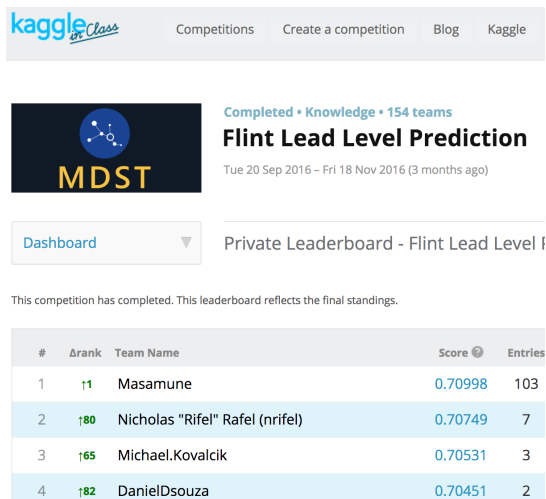 kaggle in Class
Competitions Create a competition Blog Kaggle
MDST
Completed • Knowledge • 154 teams
Flint Lead Level Prediction
Tue 20 Sep 2016 – Fri 18 Nov 2016 (3 months ago)
Dashboard
Private Leaderboard - Flint Lead Level
This competition has completed. This leaderboard reflects the final standings.
# Δrank Team Name Score ? Entries
1 ↑1 Masamune 0.70998 103
2 ↑80 Nicholas "Rifel" Rafel (nrifel) 0.70749 7
3 ↑65 Michael.Kovalcik 0.70531 3
4 ↑82 DanielDsouza 0.70451 2